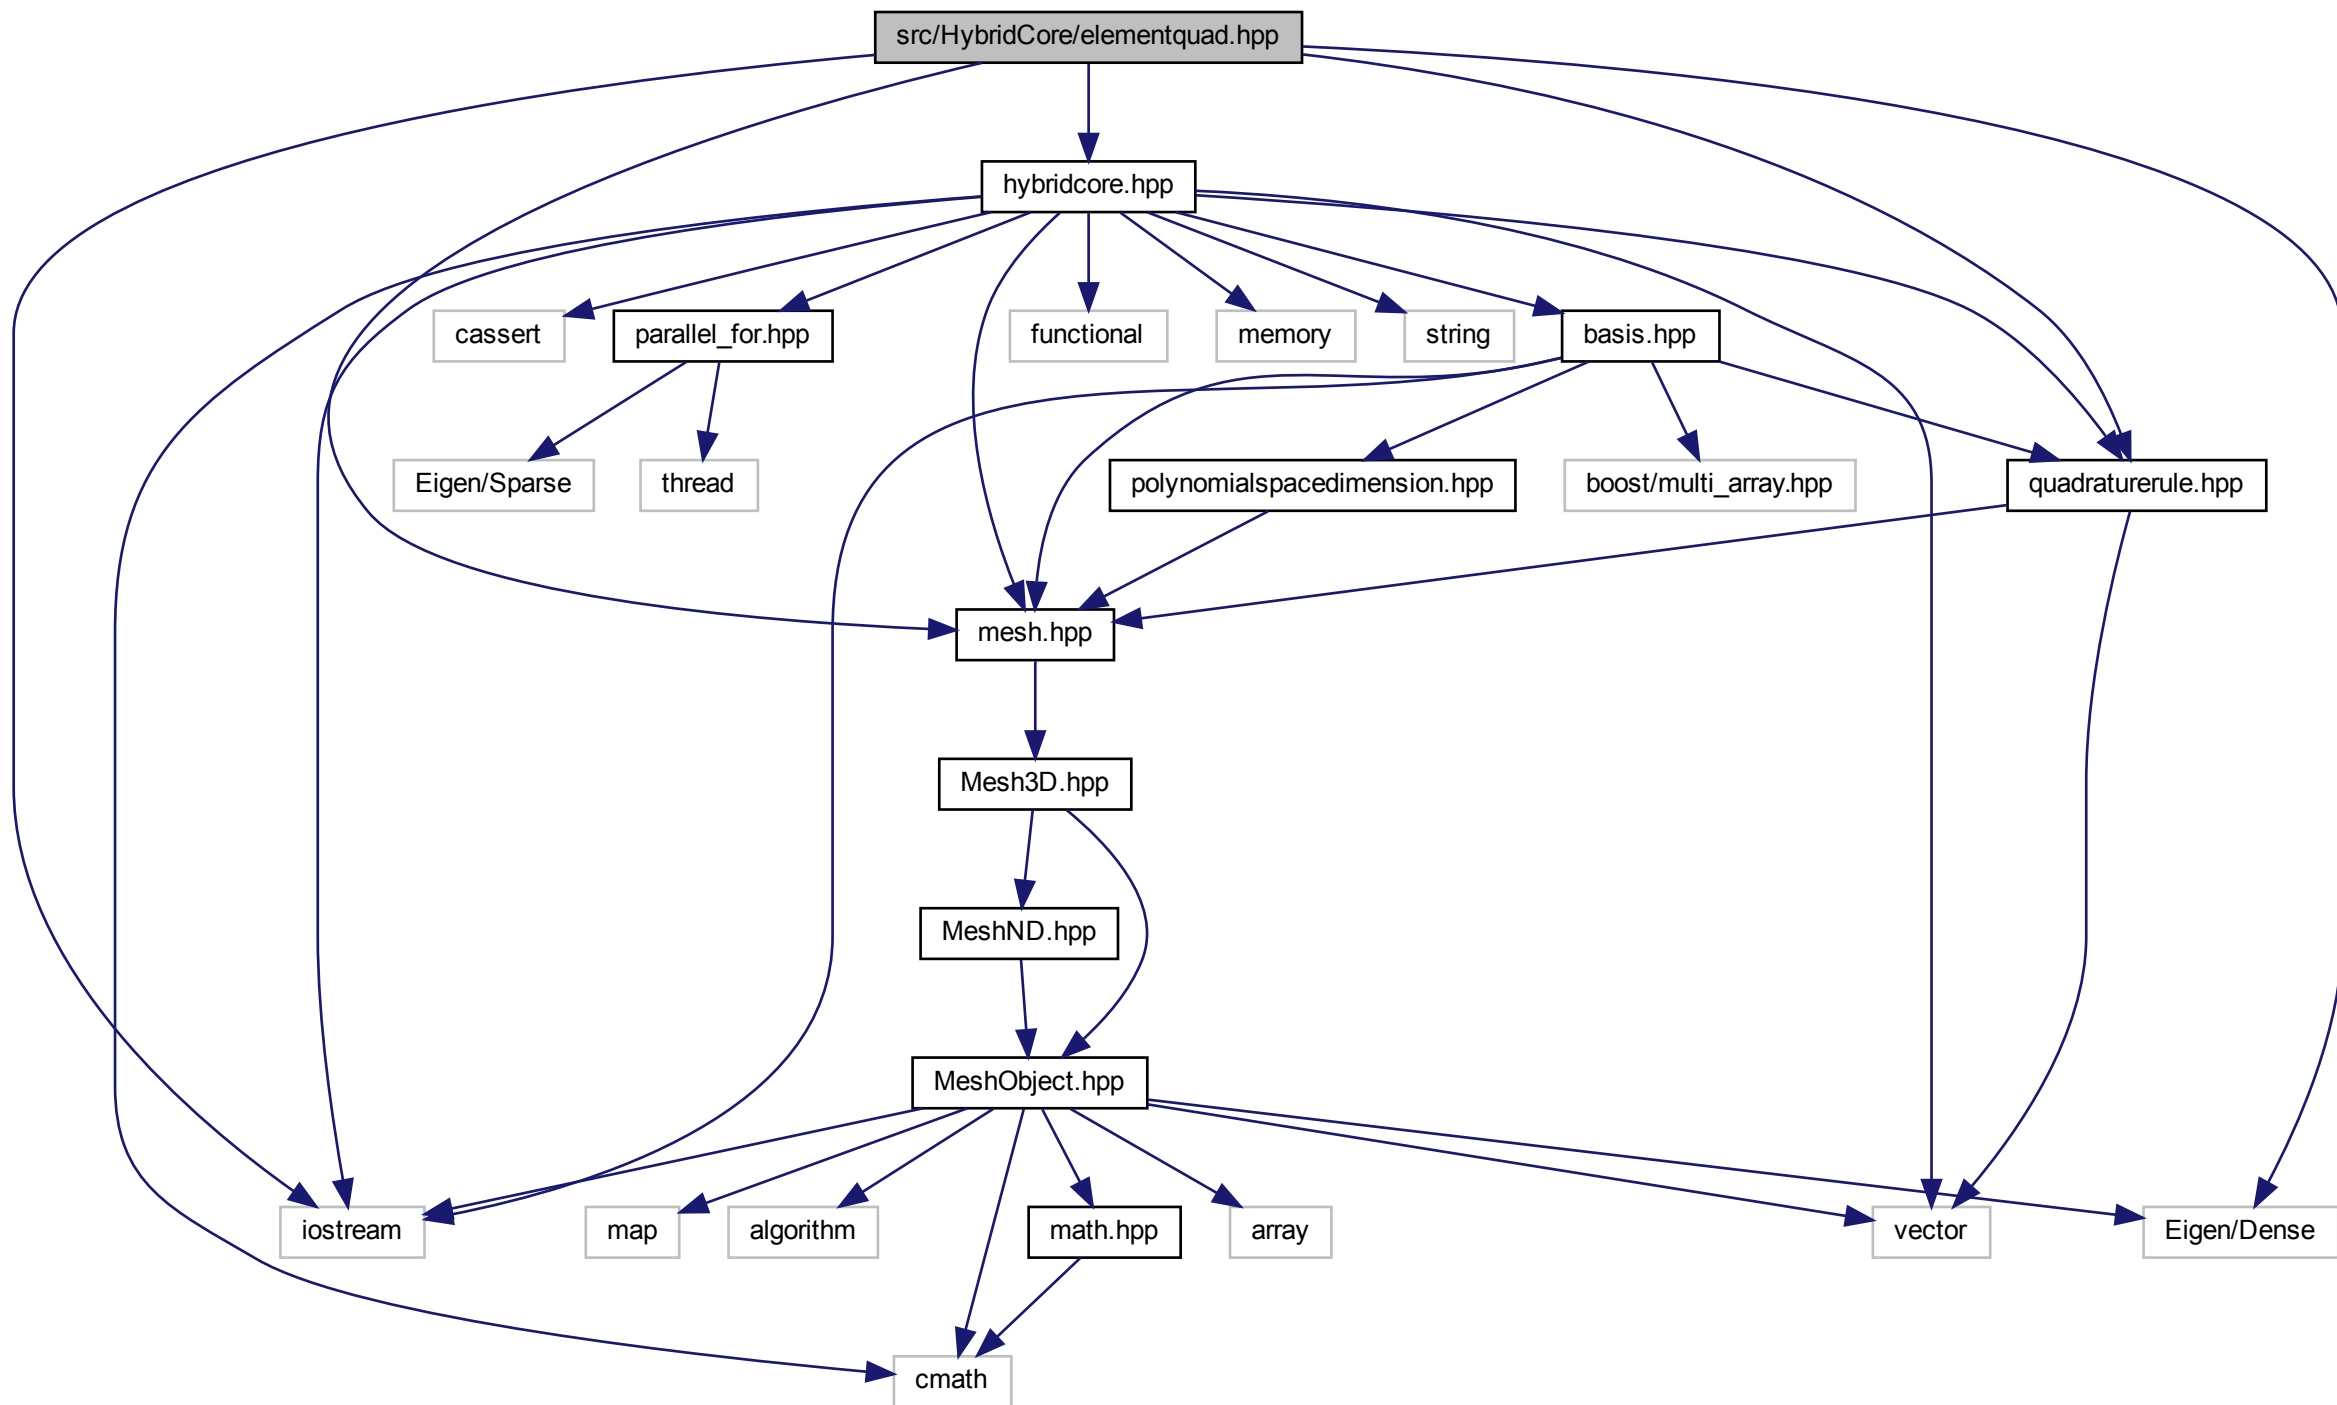 src/HybridCore/elementquad.hpp
hybridcore.hpp
cassert
parallel_for.hpp
functional
memory
string
basis.hpp
Eigen/Sparse
thread
polynomialspacedimension.hpp
boost/multi_array.hpp
quadraturerule.hpp
mesh.hpp
Mesh3D.hpp
MeshND.hpp
MeshObject.hpp
iostream
map
algorithm
math.hpp
array
vector
Eigen/Dense
cmath